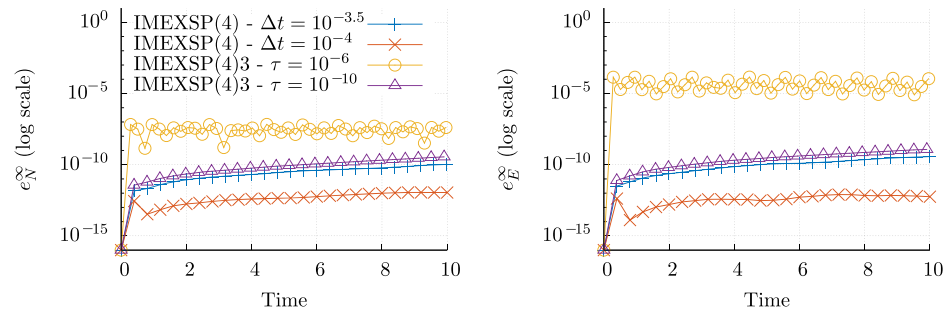 10^0
10^{-5}
10^{-10}
10^{-15}
e_N^∞ (log scale)
IMEXSP(4) - Δt = 10^{-3.5}
IMEXSP(4) - Δt = 10^{-4}
IMEXSP(4)3 - τ = 10^{-6}
IMEXSP(4)3 - τ = 10^{-10}
0 2 4 6 8 10
Time
10^0
10^{-5}
10^{-10}
10^{-15}
e_E^∞ (log scale)
0 2 4 6 8 10
Time